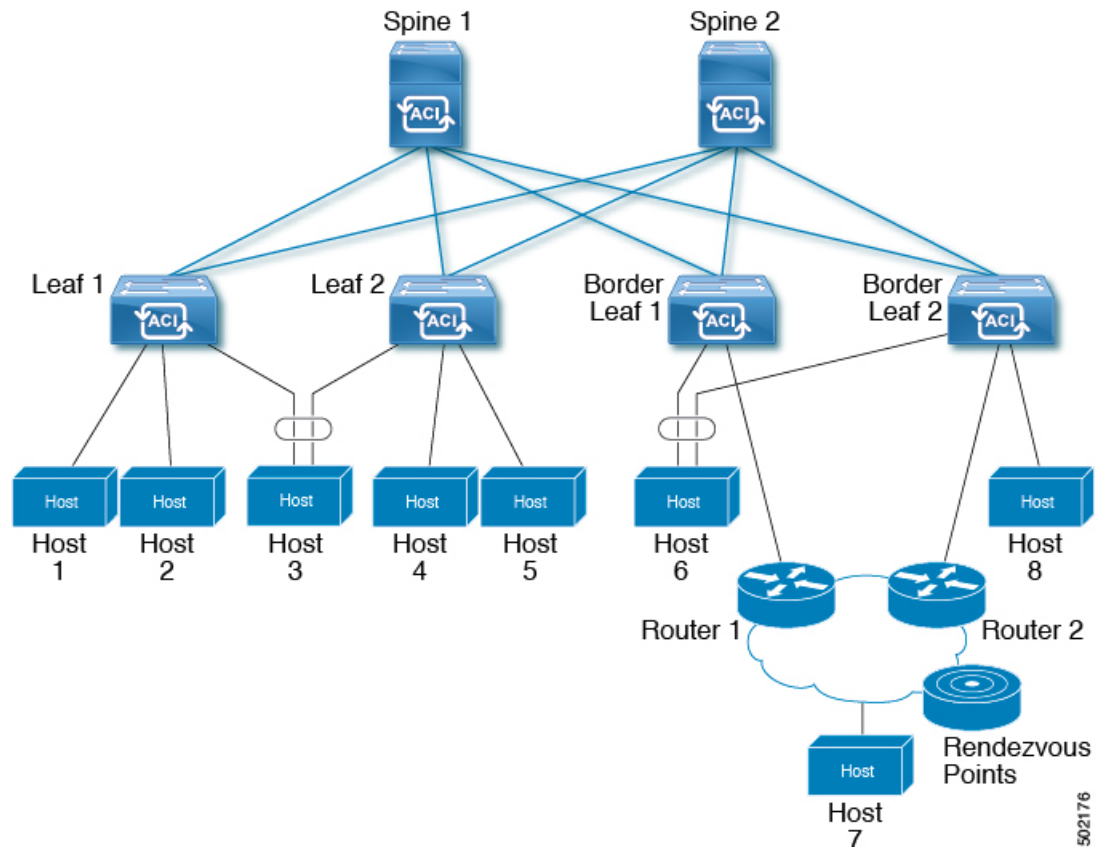 Spine 1
Spine 2
ACI
ACI
Leaf 1
Leaf 2
Border
Leaf 1
Border
Leaf 2
ACI
ACI
ACI
ACI
Host
Host
Host
Host
Host
Host
Host
Host
1
Host
2
Host
3
Host
4
Host
5
Host
6
Host
8
Router 1
Router 2
Rendezvous
Points
Host
Host
7
502176